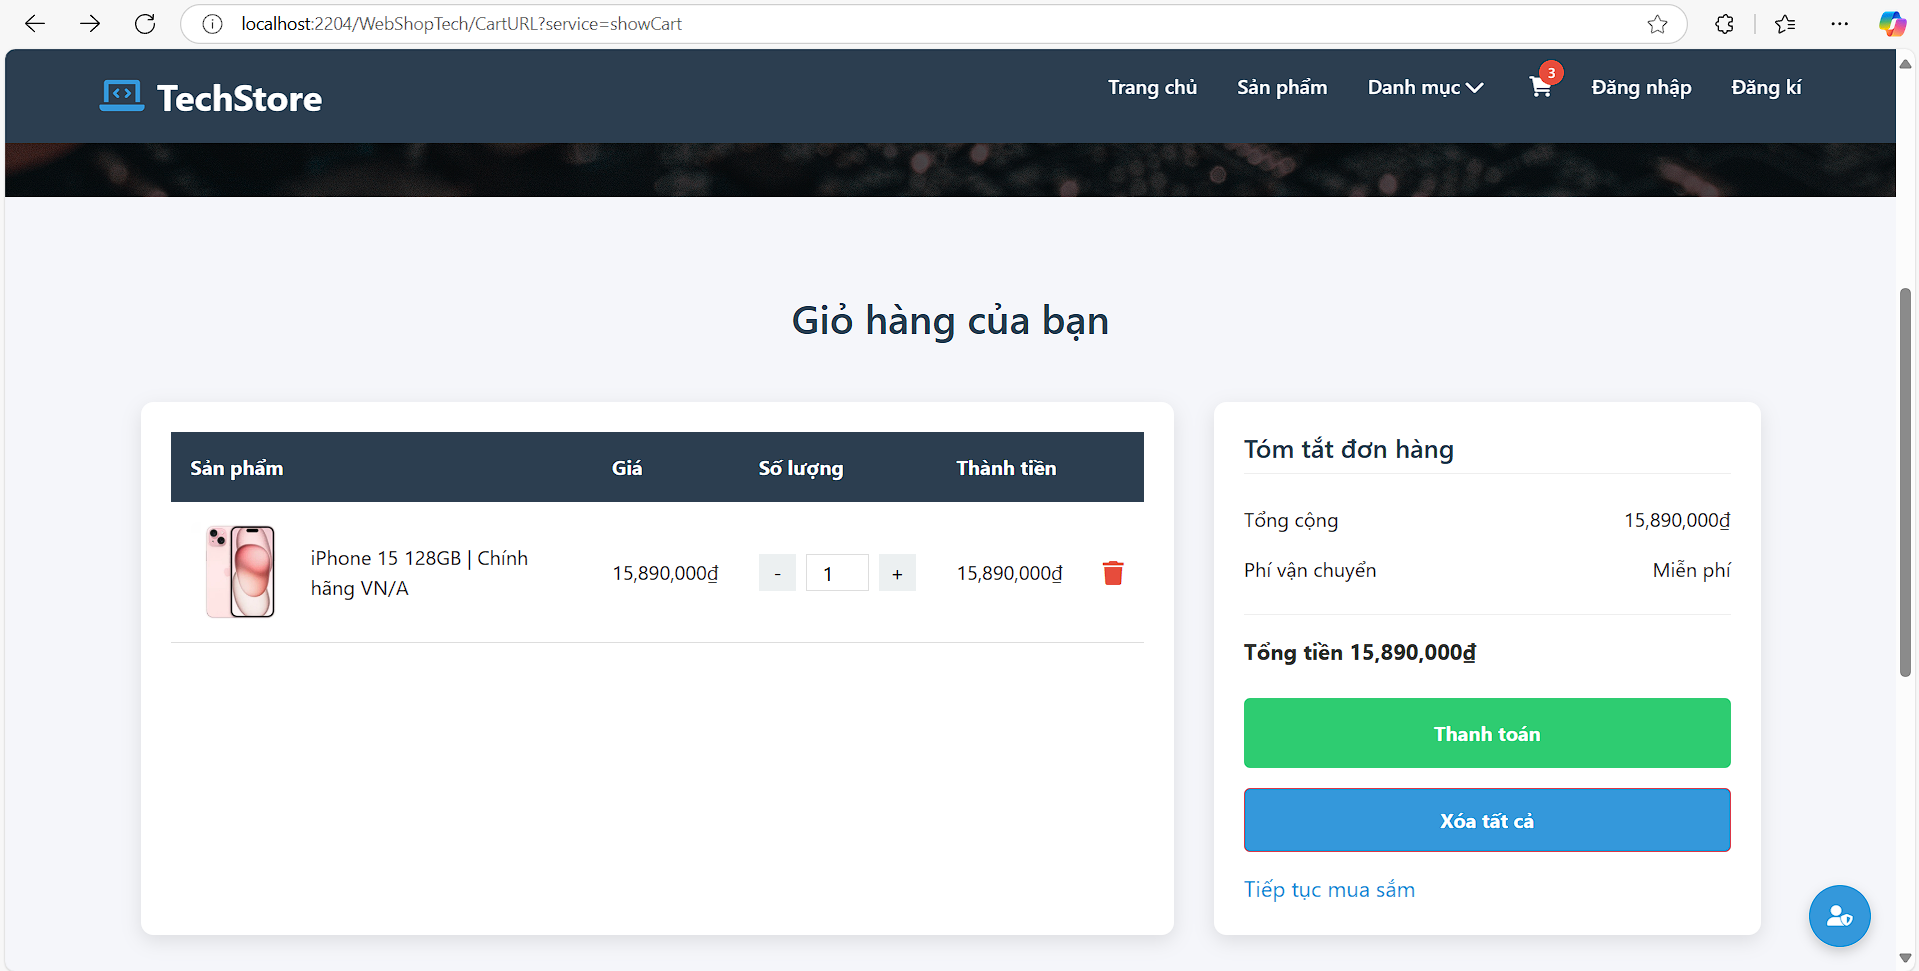 localhost:2204/WebShopTech/CartURL?service=showCart
TechStore
Trang chủ
Sản phẩm
Danh mục
3
Đăng nhập
Đăng kí
Giỏ hàng của bạn
Sản phẩm Giá Số lượng Thành tiền
iPhone 15 128GB | Chính
hãng VN/A
15,890,000₫
-
1
+
15,890,000₫
Tóm tắt đơn hàng
Tổng cộng 15,890,000₫
Phí vận chuyển Miễn phí
Tổng tiền 15,890,000₫
Thanh toán
Xóa tất cả
Tiếp tục mua sắm